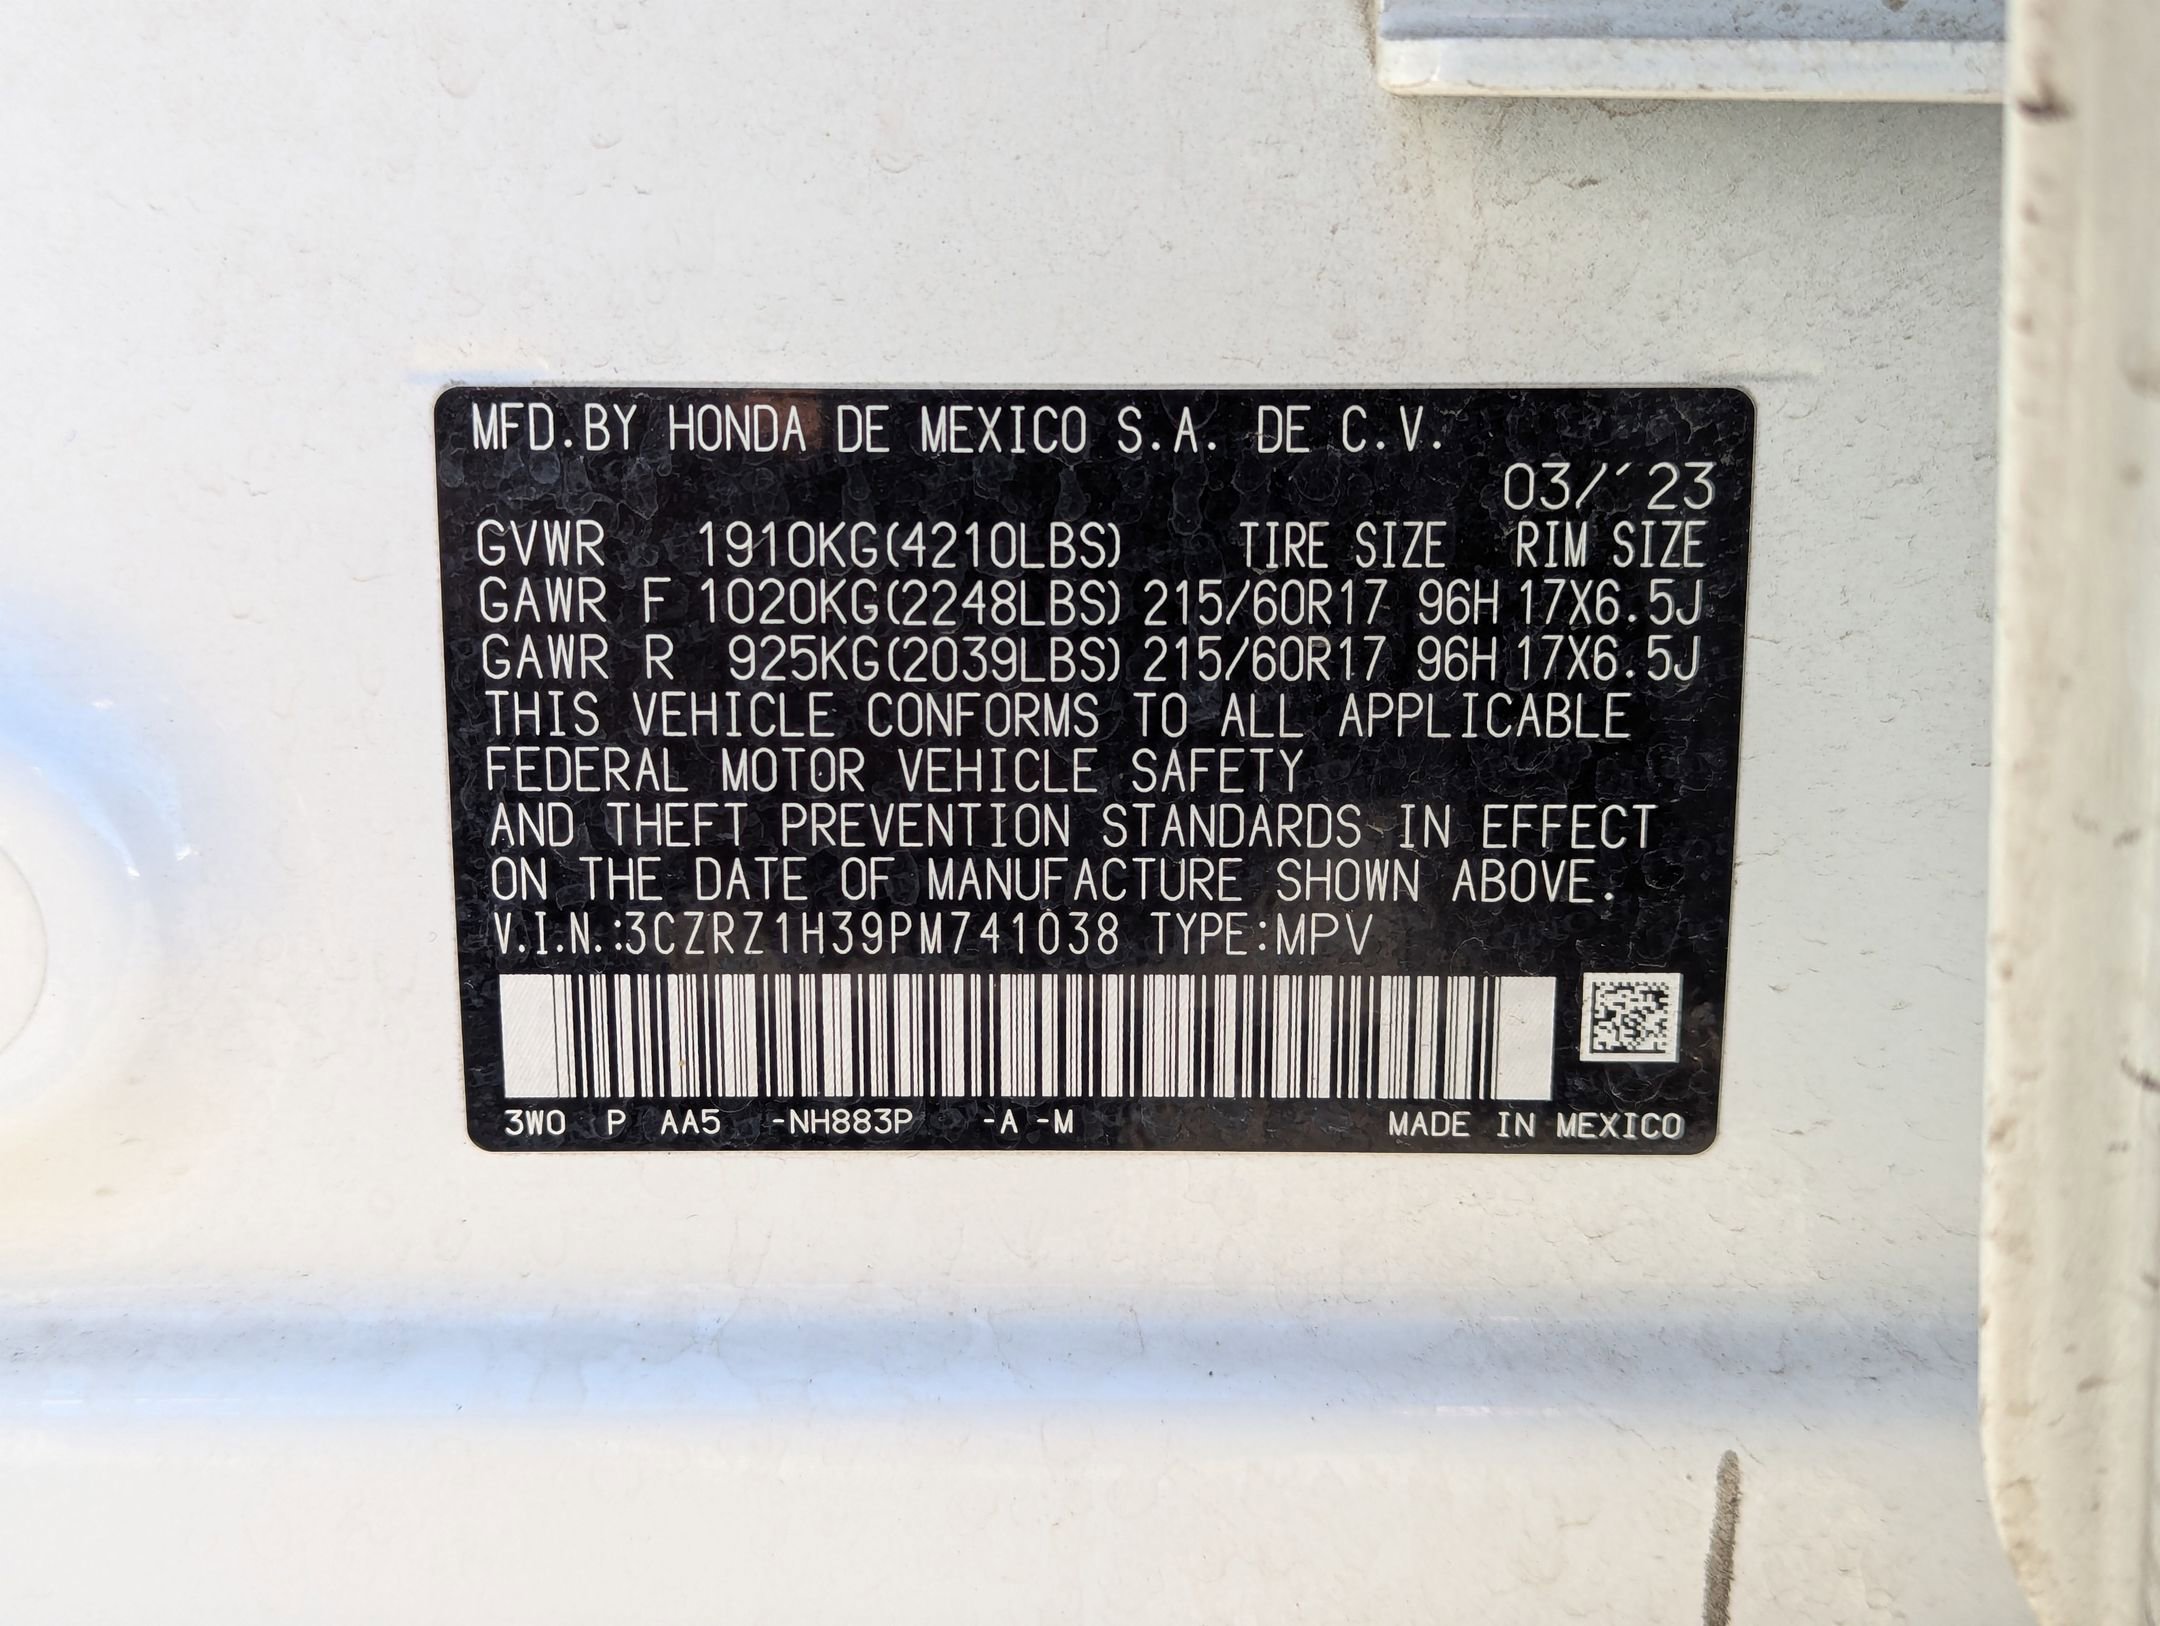 MFD.BY HONDA DE MEXICO S.A. DE C.V.
03/´23
GVWR 1910KG(4210LBS) TIRE SIZE RIM SIZE
GAWR F 1020KG(2248LBS) 215/60R17 96H 17X6.5J
GAWR R 925KG(2039LBS) 215/60R17 96H 17X6.5J
THIS VEHICLE CONFORMS TO ALL APPLICABLE
FEDERAL MOTOR VEHICLE SAFETY
AND THEFT PREVENTION STANDARDS IN EFFECT
ON THE DATE OF MANUFACTURE SHOWN ABOVE.
V.I.N.:3CZRZ1H39PM741038 TYPE:MPV
3W0 P AA5 -NH883P -A -M MADE IN MEXICO